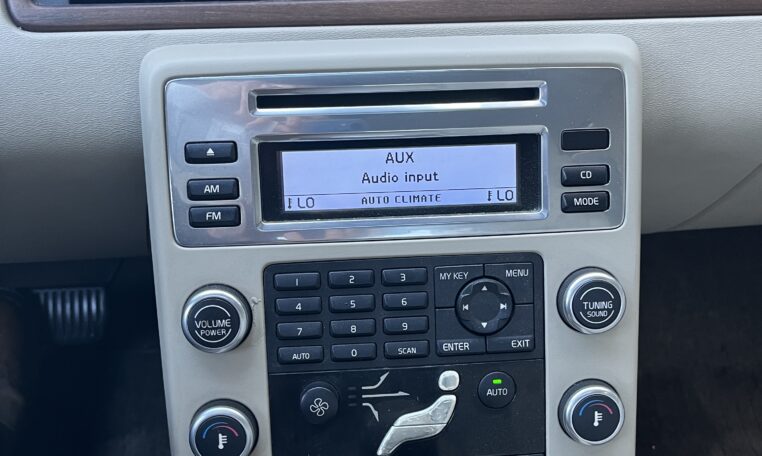 AUX
Audio input
LO AUTO CLIMATE LO
AM
FM
CD
MODE
VOLUME
POWER
1 2 3
4 5 6
7 8 9
AUTO 0 SCAN
MY KEY MENU
ENTER EXIT
TUNING
SOUND
AUTO